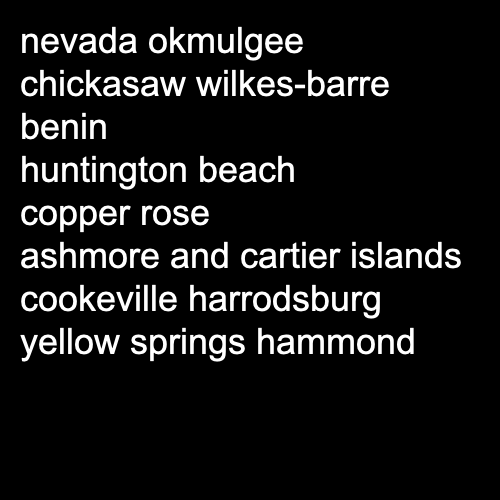 nevada okmulgee
chickasaw wilkes-barre
benin
huntington beach
copper rose
ashmore and cartier islands
cookeville harrodsburg
yellow springs hammond